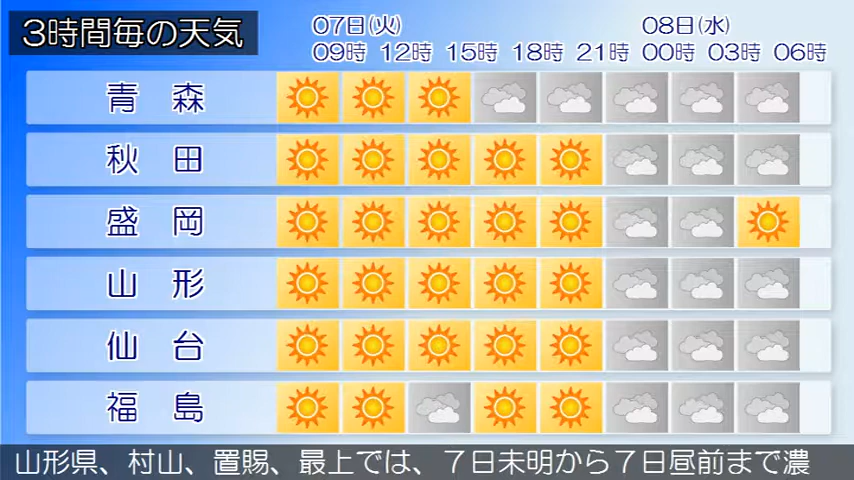 3時間毎の天気
07日(火) 08日(水)
09時 12時 15時 18時 21時 00時 03時 06時
青森
秋田
盛岡
山形
仙台
福島
山形県、村山、置賜、最上では、７日未明から７日昼前まで濃